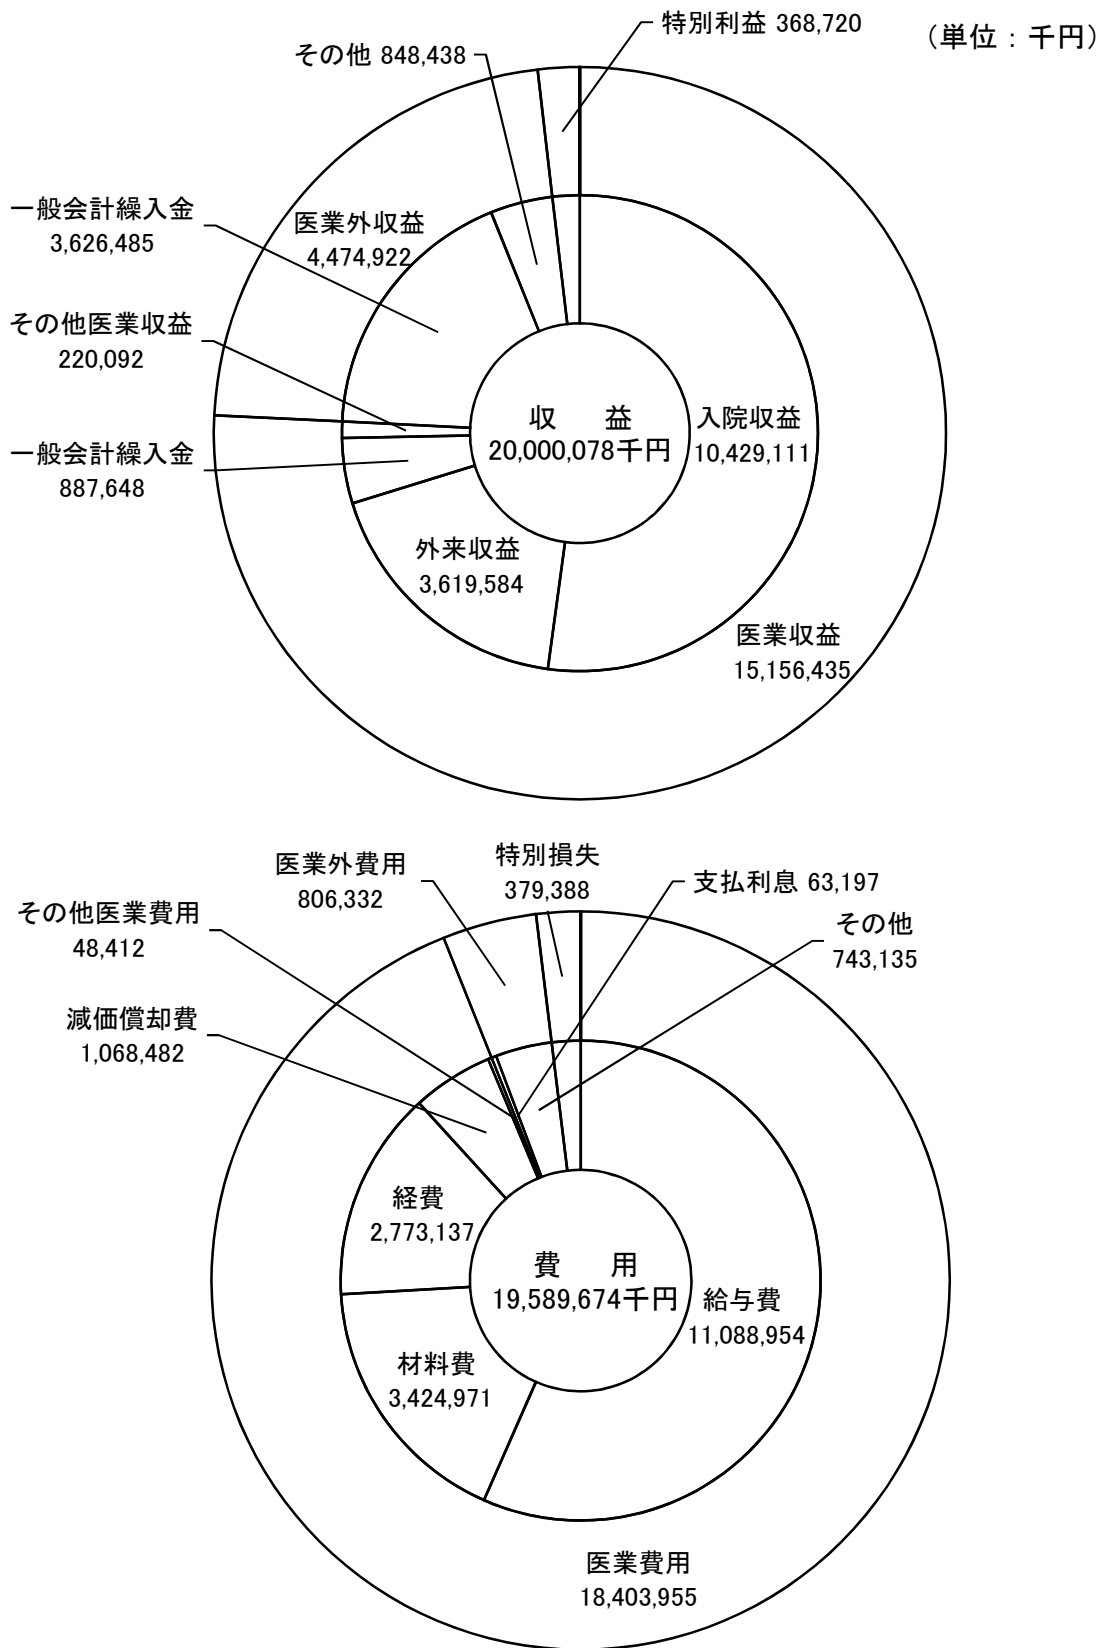 特別利益 368,720
（単位：千円）
その他 848,438
一般会計繰入金
3,626,485
医業外収益
4,474,922
その他医業収益
220,092
一般会計繰入金
887,648
収　益
20,000,078千円
入院収益
10,429,111
外来収益
3,619,584
医業収益
15,156,435
医業外費用
806,332
特別損失
379,388
支払利息 63,197
その他医業費用
48,412
その他
743,135
減価償却費
1,068,482
経費
2,773,137
費　用
19,589,674千円
給与費
11,088,954
材料費
3,424,971
医業費用
18,403,955